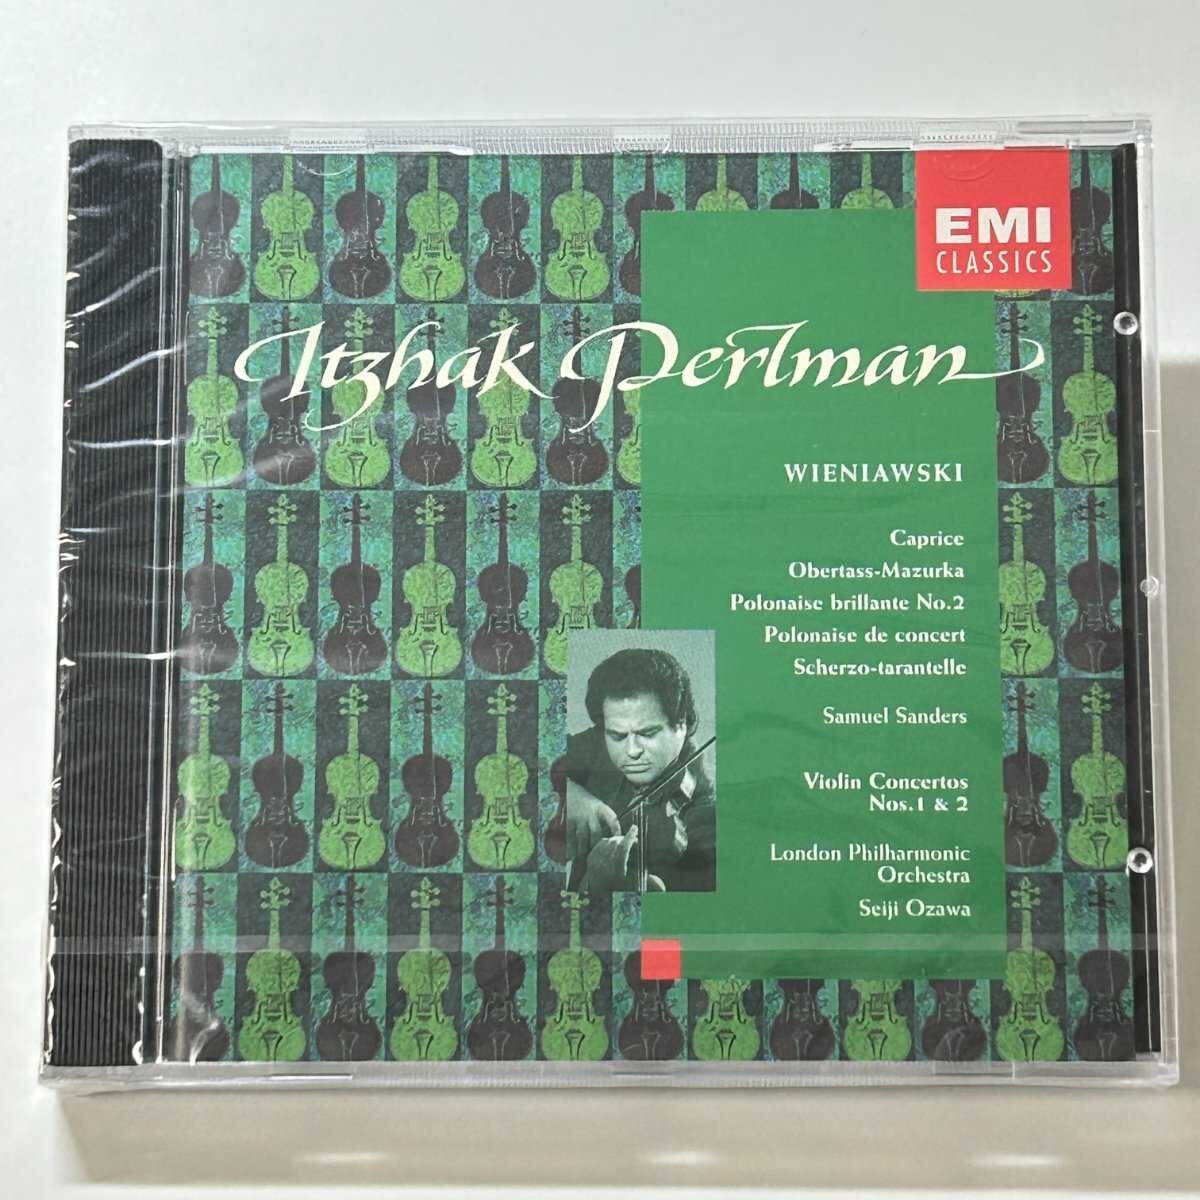 EMI
CLASSICS
Itzhak Perlman
WIENIAWSKI
Caprice
Obertass-Mazurka
Polonaise brillante No.2
Polonaise de concert
Scherzo-tarantelle
Samuel Sanders
Violin Concertos
Nos.1 & 2
London Philharmonic
Orchestra
Seiji Ozawa